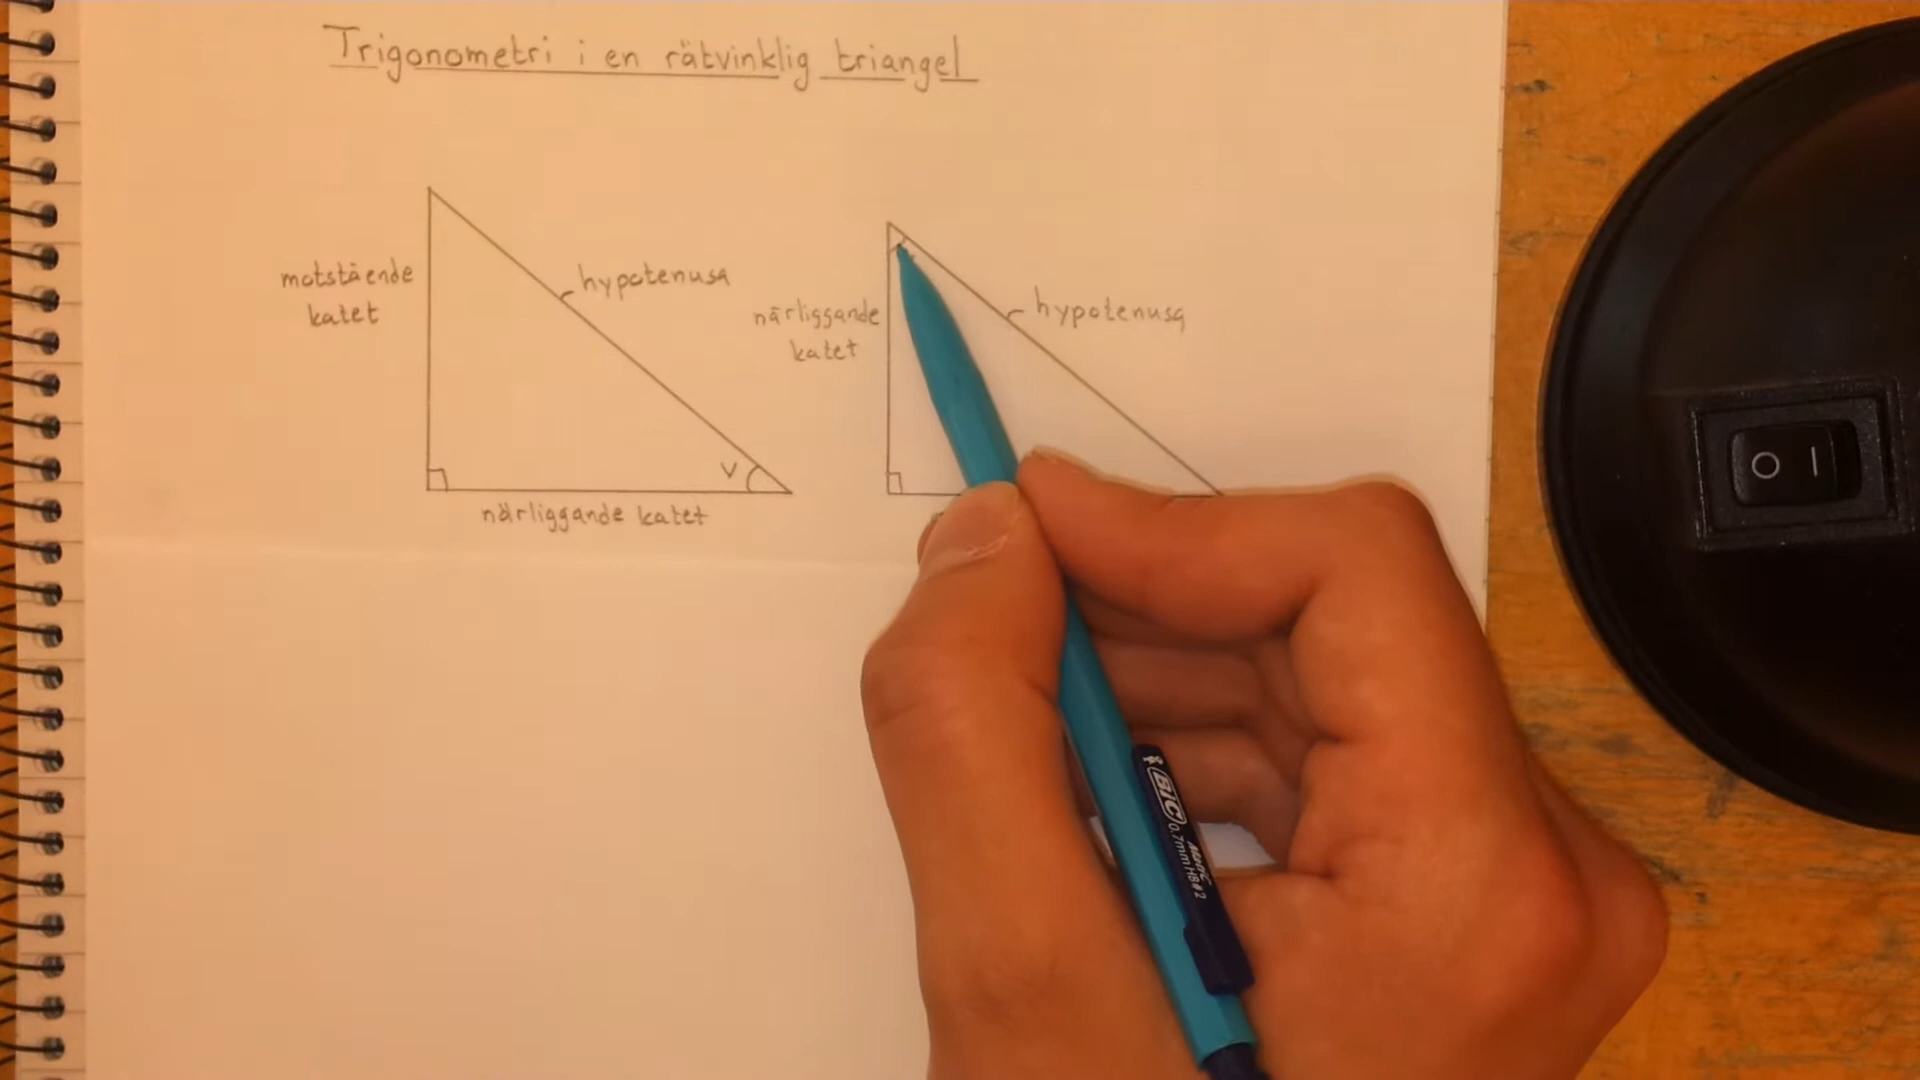 Trigonometri i en rätvinklig triangel
motstående
katet
hypotenusa
v
närliggande katet
närliggande
katet
hypotenusa
BIC
0.7mm HB #2
O I